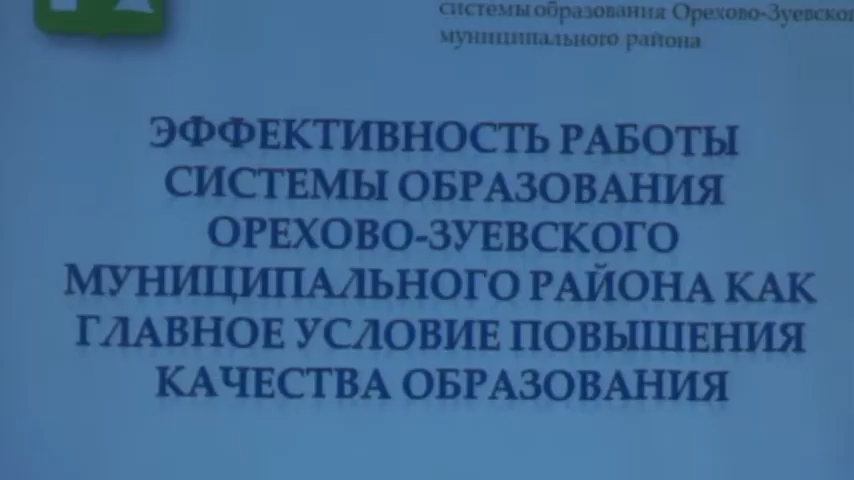 системы образования Орехово-Зуевского
муниципального района
ЭФФЕКТИВНОСТЬ РАБОТЫ
СИСТЕМЫ ОБРАЗОВАНИЯ
ОРЕХОВО-ЗУЕВСКОГО
МУНИЦИПАЛЬНОГО РАЙОНА КАК
ГЛАВНОЕ УСЛОВИЕ ПОВЫШЕНИЯ
КАЧЕСТВА ОБРАЗОВАНИЯ